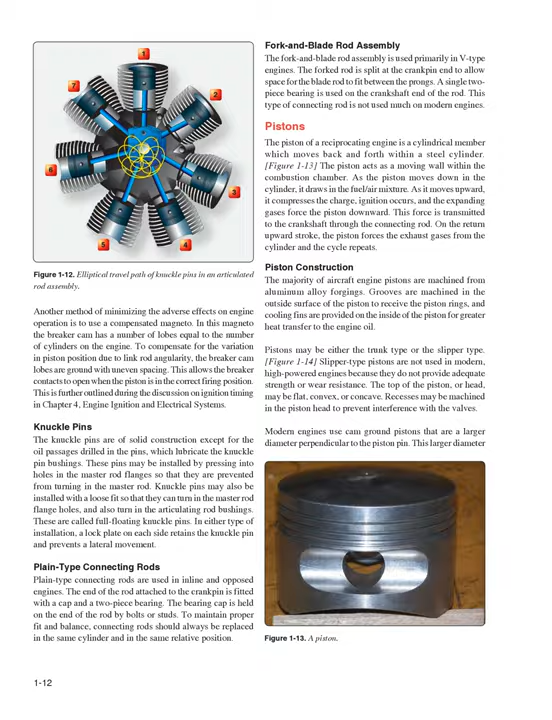 1
2
3
4
5
6
7
Figure 1-12. Elliptical travel path of knuckle pins in an articulated
rod assembly.
Another method of minimizing the adverse effects on engine
operation is to use a compensated magneto. In this magneto
the breaker cam has a number of lobes equal to the number
of cylinders on the engine. To compensate for the variation
in piston position due to link rod angularity, the breaker cam
lobes are ground with uneven spacing. This allows the breaker
contacts to open when the piston is in the correct firing position.
This is further outlined during the discussion on ignition timing
in Chapter 4, Engine Ignition and Electrical Systems.
Knuckle Pins
The knuckle pins are of solid construction except for the
oil passages drilled in the pins, which lubricate the knuckle
pin bushings. These pins may be installed by pressing into
holes in the master rod flanges so that they are prevented
from turning in the master rod. Knuckle pins may also be
installed with a loose fit so that they can turn in the master rod
flange holes, and also turn in the articulating rod bushings.
These are called full-floating knuckle pins. In either type of
installation, a lock plate on each side retains the knuckle pin
and prevents a lateral movement.
Plain-Type Connecting Rods
Plain-type connecting rods are used in inline and opposed
engines. The end of the rod attached to the crankpin is fitted
with a cap and a two-piece bearing. The bearing cap is held
on the end of the rod by bolts or studs. To maintain proper
fit and balance, connecting rods should always be replaced
in the same cylinder and in the same relative position.
Fork-and-Blade Rod Assembly
The fork-and-blade rod assembly is used primarily in V-type
engines. The forked rod is split at the crankpin end to allow
space for the blade rod to fit between the prongs. A single two-
piece bearing is used on the crankshaft end of the rod. This
type of connecting rod is not used much on modern engines.
Pistons
The piston of a reciprocating engine is a cylindrical member
which moves back and forth within a steel cylinder.
[Figure 1-13] The piston acts as a moving wall within the
combustion chamber. As the piston moves down in the
cylinder, it draws in the fuel/air mixture. As it moves upward,
it compresses the charge, ignition occurs, and the expanding
gases force the piston downward. This force is transmitted
to the crankshaft through the connecting rod. On the return
upward stroke, the piston forces the exhaust gases from the
cylinder and the cycle repeats.
Piston Construction
The majority of aircraft engine pistons are machined from
aluminum alloy forgings. Grooves are machined in the
outside surface of the piston to receive the piston rings, and
cooling fins are provided on the inside of the piston for greater
heat transfer to the engine oil.
Pistons may be either the trunk type or the slipper type.
[Figure 1-14] Slipper-type pistons are not used in modern,
high-powered engines because they do not provide adequate
strength or wear resistance. The top of the piston, or head,
may be flat, convex, or concave. Recesses may be machined
in the piston head to prevent interference with the valves.
Modern engines use cam ground pistons that are a larger
diameter perpendicular to the piston pin. This larger diameter
Figure 1-13. A piston.
1-12